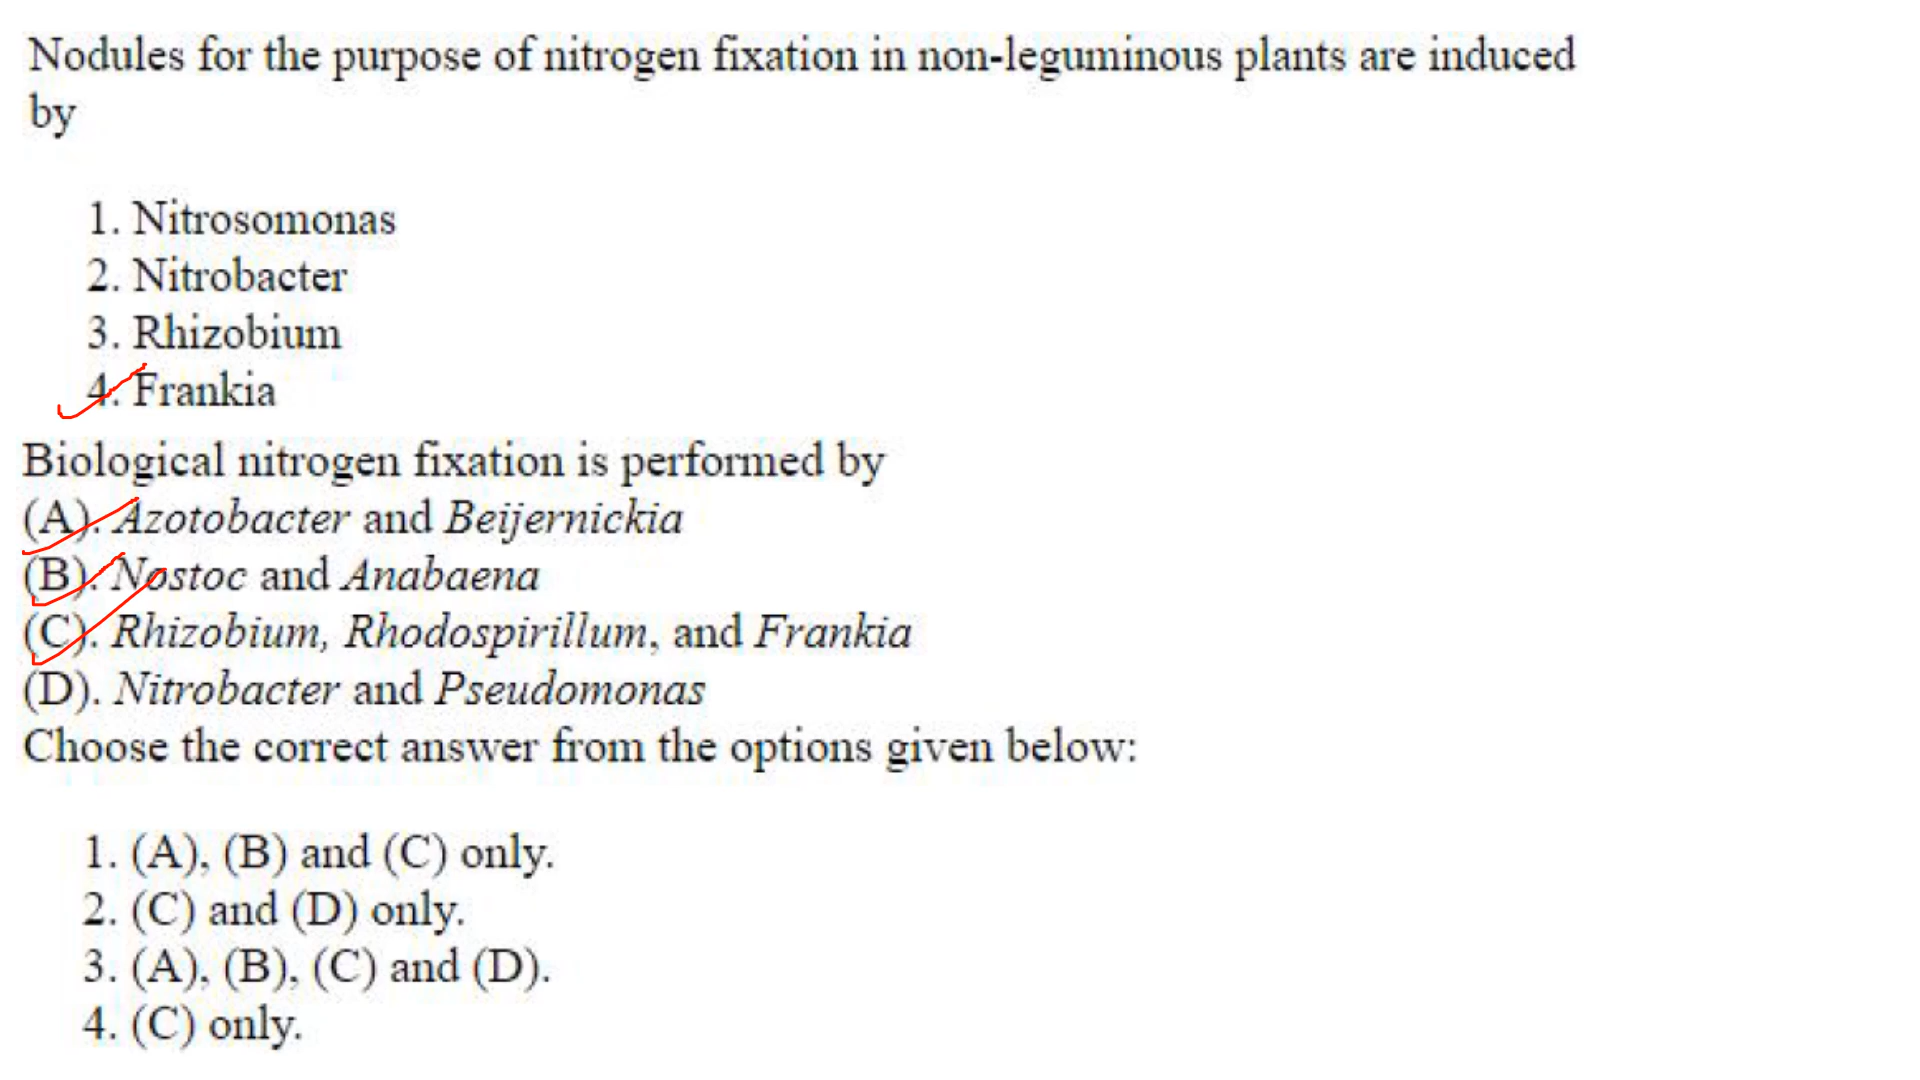 Nodules for the purpose of nitrogen fixation in non-leguminous plants are induced
by
1. Nitrosomonas
2. Nitrobacter
3. Rhizobium
4. Frankia
Biological nitrogen fixation is performed by
(A). Azotobacter and Beijernickia
(B). Nostoc and Anabaena
(C). Rhizobium, Rhodospirillum, and Frankia
(D). Nitrobacter and Pseudomonas
Choose the correct answer from the options given below:
1. (A), (B) and (C) only.
2. (C) and (D) only.
3. (A), (B), (C) and (D).
4. (C) only.